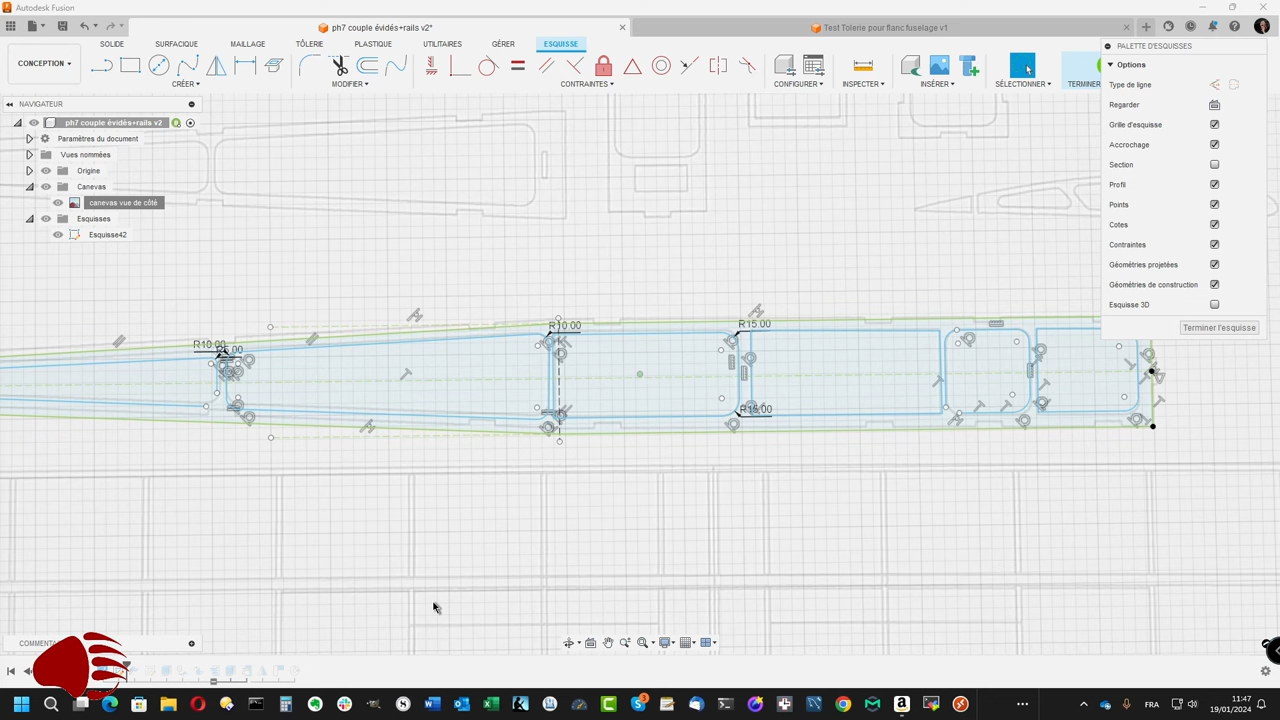 Autodesk Fusion
ph7 couple évidés+rails v2*
Test Tolerie pour flanc fuselage v1
SOLIDE SURFACIQUE MAILLAGE TÔLERIE PLASTIQUE UTILITAIRES GÉRER ESQUISSE
CONCEPTION
CRÉER MODIFIER CONTRAINTES CONFIGURER INSPECTER INSÉRER SÉLECTIONNER TERMINER
PALETTE D'ESQUISSES
Options
Type de ligne
Regarder
Grille d'esquisse
Accrochage
Section
Profil
Points
Cotes
Contraintes
Géométries projetées
Géométries de construction
Esquisse 3D
Terminer l'esquisse
NAVIGATEUR
ph7 couple évidés+rails v2
Paramètres du document
Vues nommées
Origine
Canevas
canevas vue de côté
Esquisses
Esquisse42
R10.00
R15.00
R10.00
R5.00
R15.00
COMMENTA
3
FRA
11:47
19/01/2024